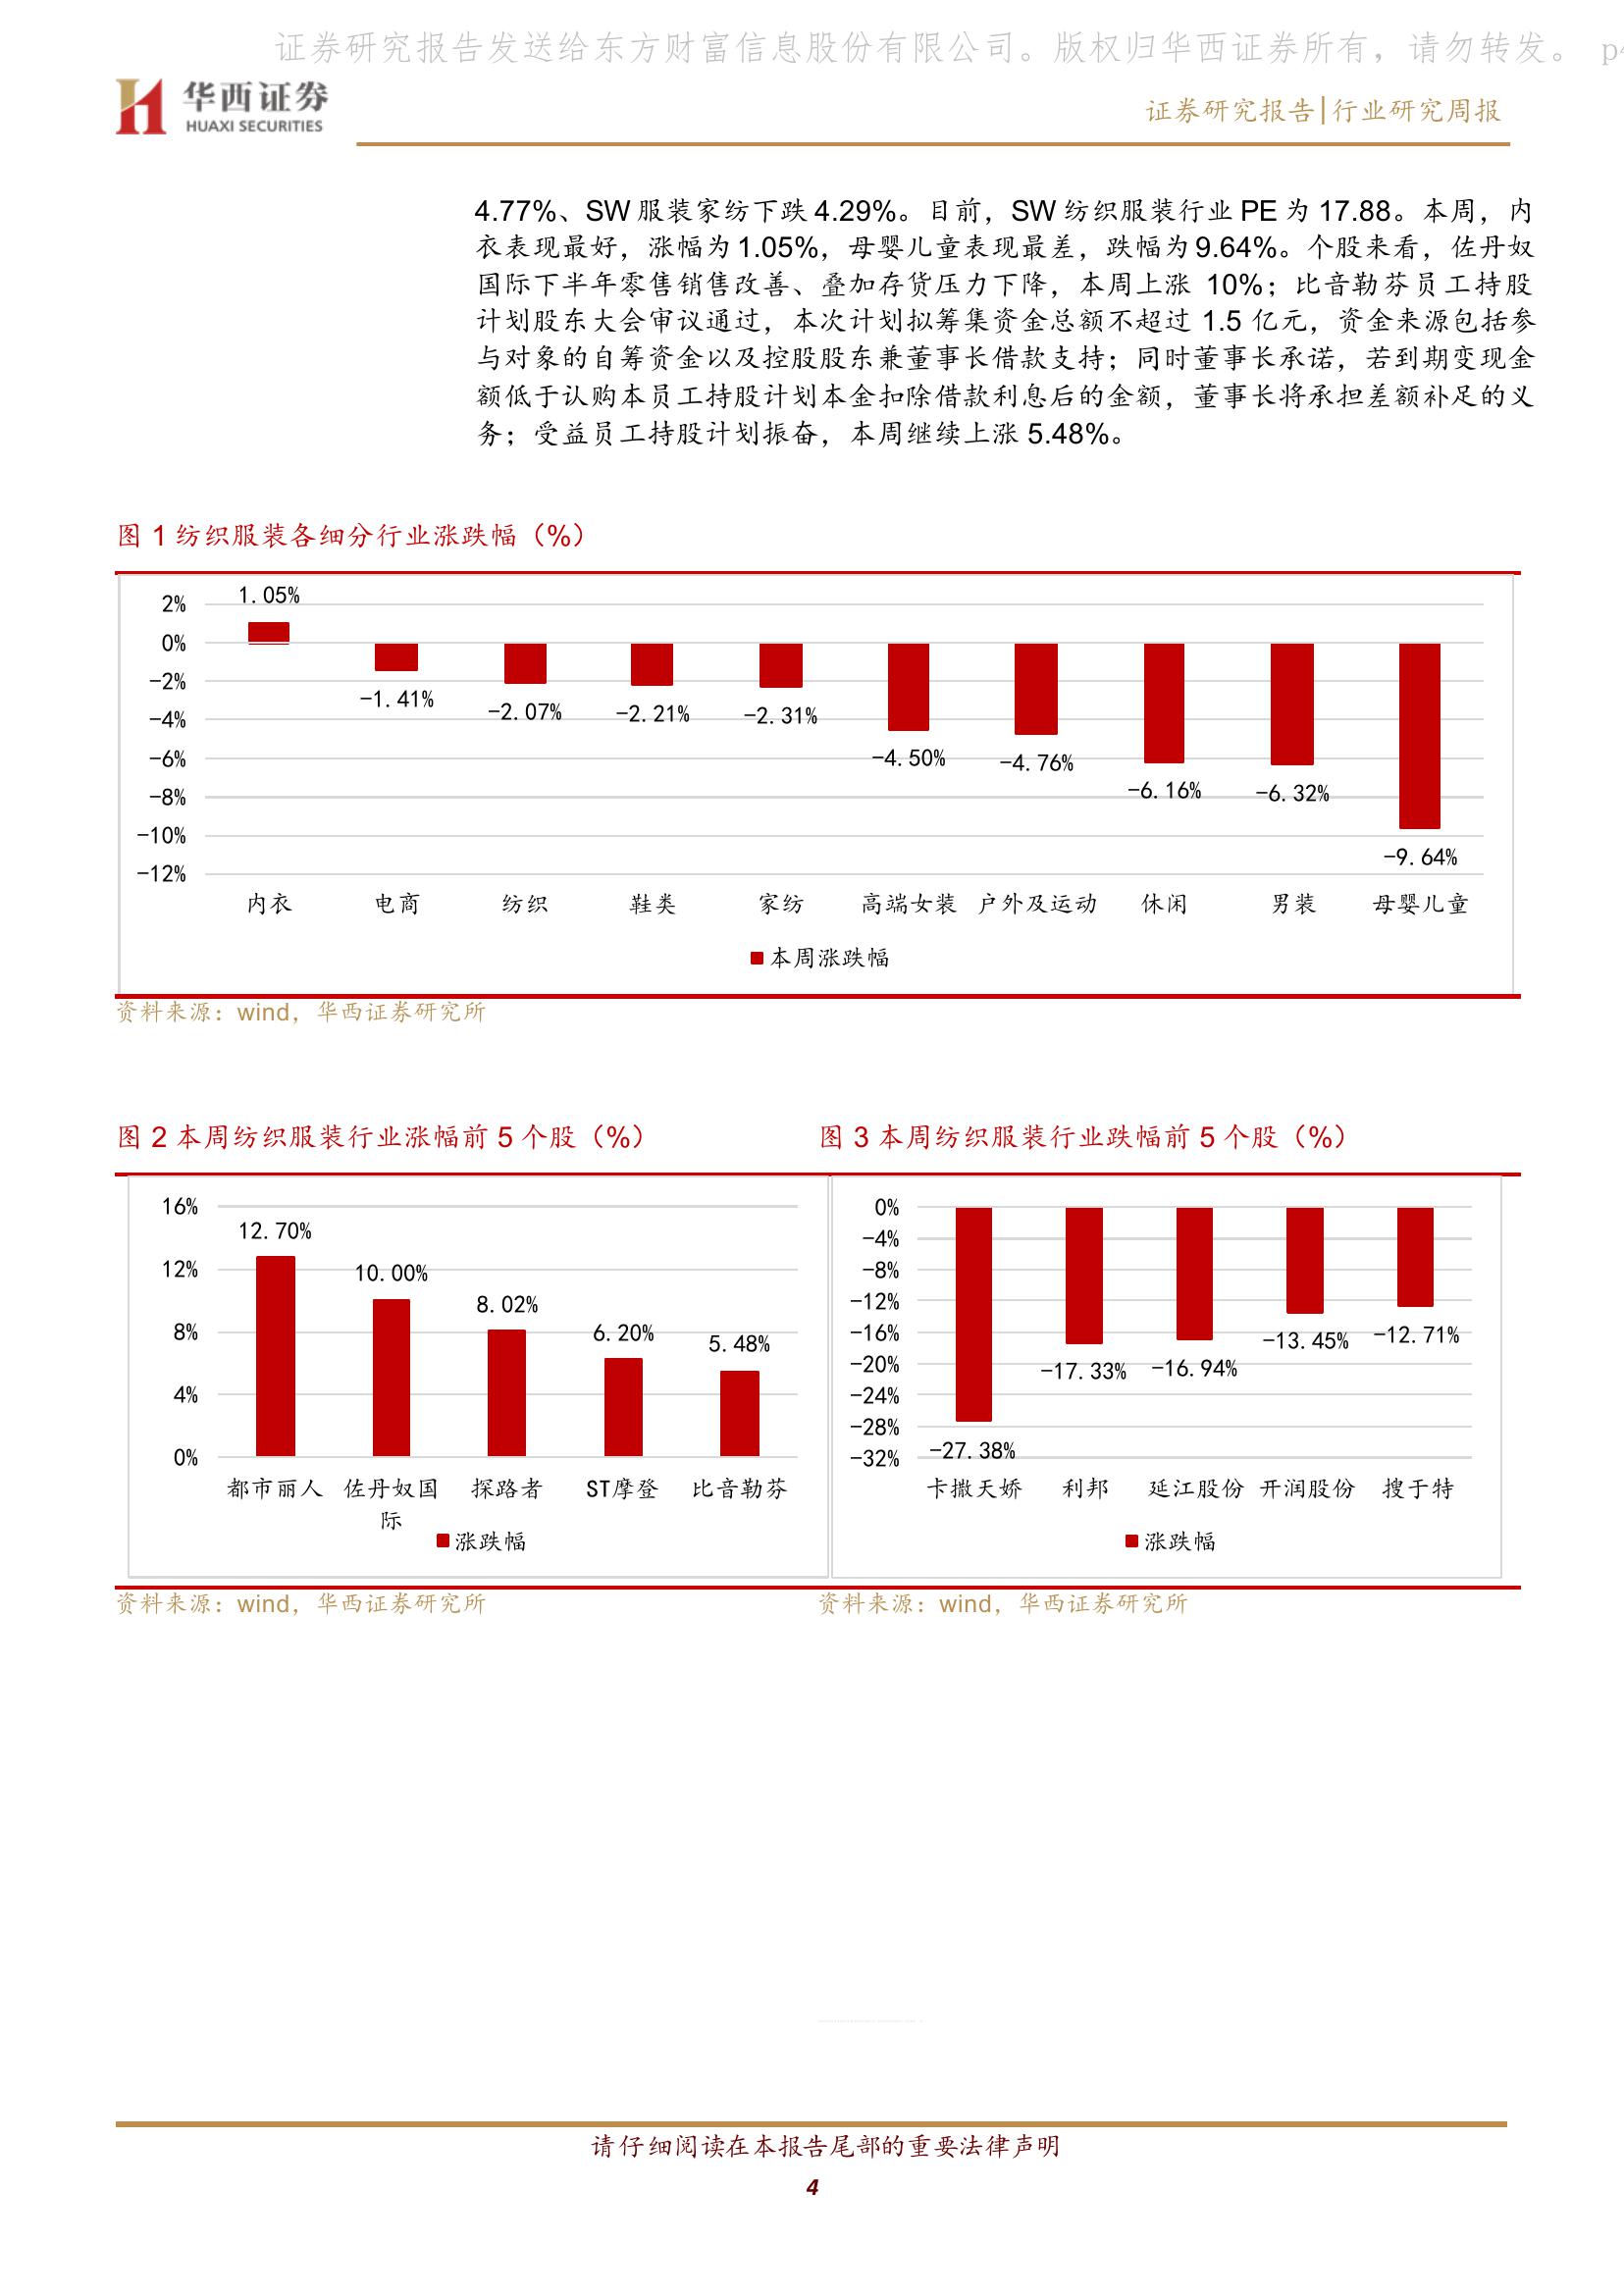 证券研究报告发送给东方财富信息股份有限公司。版权归华西证券所有，请勿转发。 p4
华西证券
HUAXI SECURITIES
证券研究报告|行业研究周报
4.77%、SW 服装家纺下跌 4.29%。目前，SW 纺织服装行业 PE 为 17.88。本周，内
衣表现最好，涨幅为 1.05%，母婴儿童表现最差，跌幅为 9.64%。个股来看，佐丹奴
国际下半年零售销售改善、叠加存货压力下降，本周上涨 10%；比音勒芬员工持股
计划股东大会审议通过，本次计划拟筹集资金总额不超过 1.5 亿元，资金来源包括参
与对象的自筹资金以及控股股东兼董事长借款支持；同时董事长承诺，若到期变现金
额低于认购本员工持股计划本金扣除借款利息后的金额，董事长将承担差额补足的义
务；受益员工持股计划振奋，本周继续上涨 5.48%。
图 1 纺织服装各细分行业涨跌幅（%）
2%
0%
-2%
-4%
-6%
-8%
-10%
-12%
1.05%
-1.41%
-2.07%
-2.21%
-2.31%
-4.50%
-4.76%
-6.16%
-6.32%
-9.64%
内衣 电商 纺织 鞋类 家纺 高端女装 户外及运动 休闲 男装 母婴儿童
本周涨跌幅
资料来源：wind，华西证券研究所
图 2 本周纺织服装行业涨幅前 5 个股（%）
16%
12%
8%
4%
0%
12.70%
10.00%
8.02%
6.20%
5.48%
都市丽人 佐丹奴国 探路者 ST摩登 比音勒芬
际
涨跌幅
资料来源：wind，华西证券研究所
图 3 本周纺织服装行业跌幅前 5 个股（%）
0%
-4%
-8%
-12%
-16%
-20%
-24%
-28%
-32%
-27.38%
-17.33%
-16.94%
-13.45%
-12.71%
卡撒天娇 利邦 延江股份 开润股份 搜于特
涨跌幅
资料来源：wind，华西证券研究所
请仔细阅读在本报告尾部的重要法律声明
4